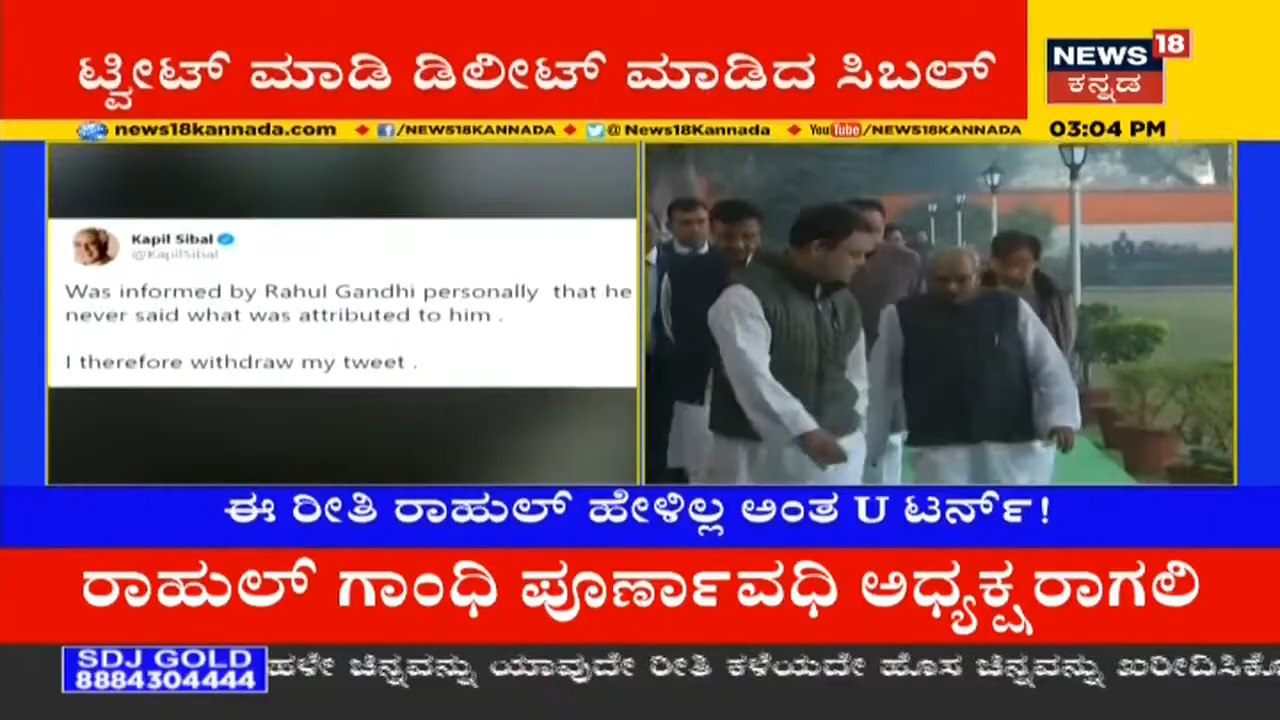 ಟ್ವೀಟ್ ಮಾಡಿ ಡಿಲೀಟ್ ಮಾಡಿದ ಸಿಬಲ್
NEWS 18
ಕನ್ನಡ
news18kannada.com /NEWS18KANNADA @News18Kannada YouTube/NEWS18KANNADA 03:04 PM
Kapil Sibal
@KapilSibal
Was informed by Rahul Gandhi personally that he
never said what was attributed to him .
I therefore withdraw my tweet .
ಈ ರೀತಿ ರಾಹುಲ್ ಹೇಳಿಲ್ಲ ಅಂತ U ಟರ್ನ್!
ರಾಹುಲ್ ಗಾಂಧಿ ಪೂರ್ಣಾವಧಿ ಅಧ್ಯಕ್ಷರಾಗಲಿ
SDJ GOLD
8884304444
ಹಳೇ ಚಿನ್ನವನ್ನು ಯಾವುದೇ ರೀತಿ ಕಳೆಯದೇ ಹೊಸ ಚಿನ್ನವನ್ನು ಖರೀದಿಸಿಕೊ